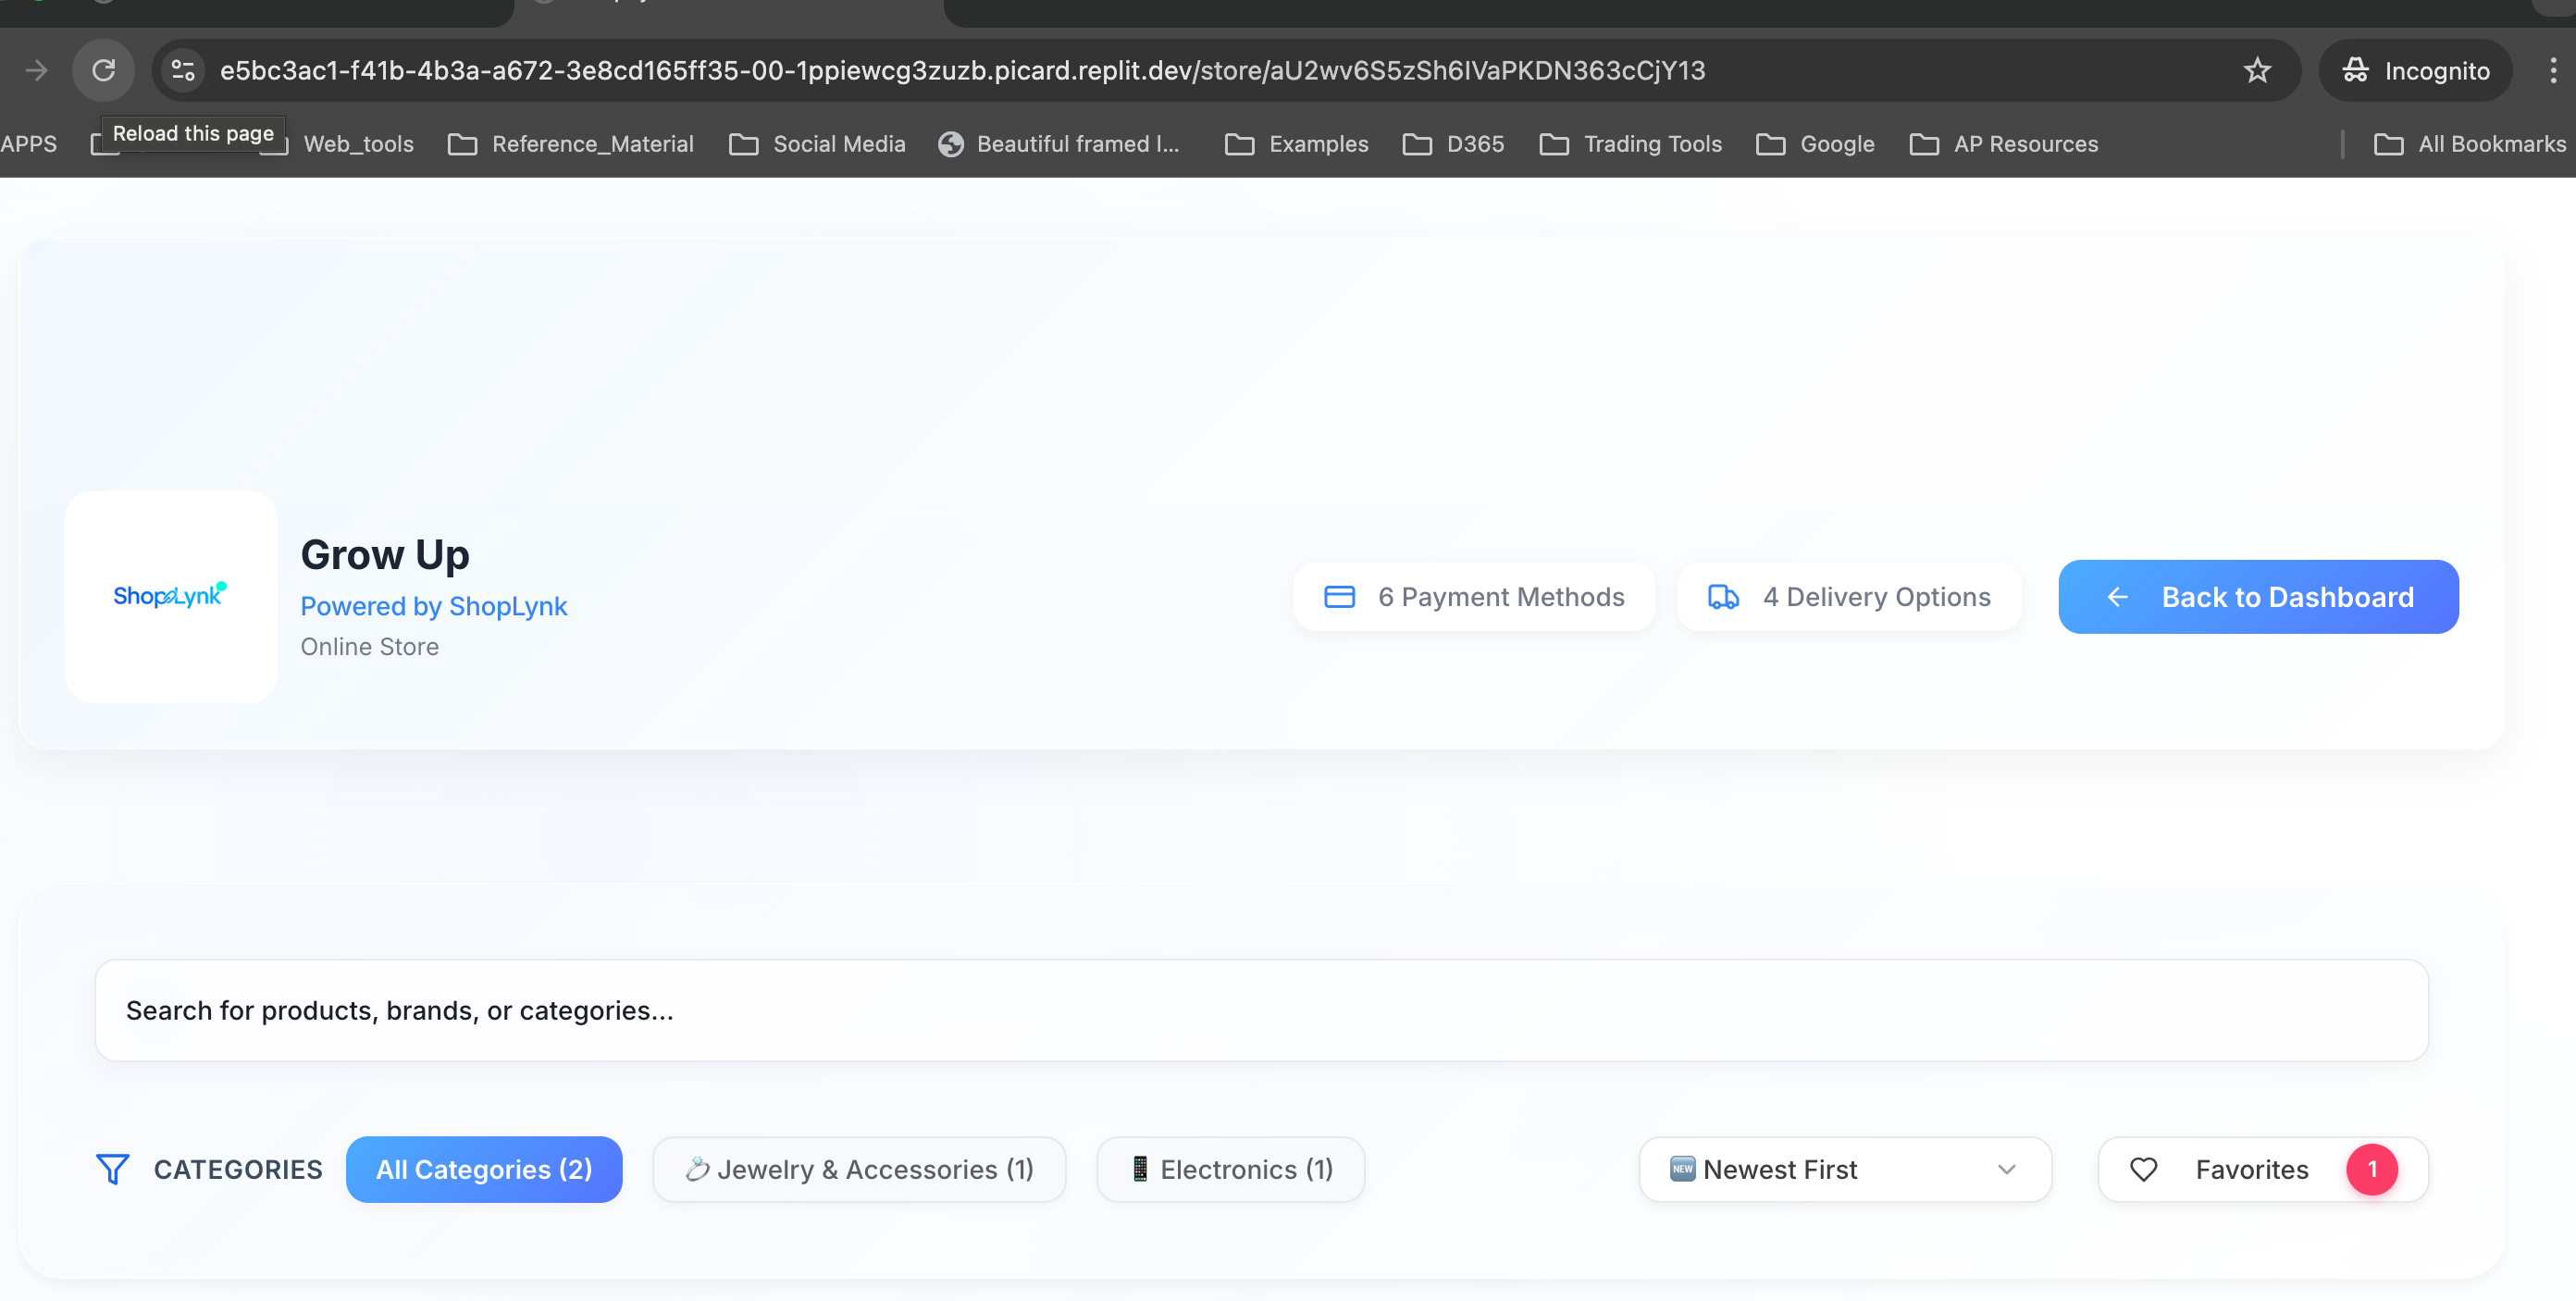 e5bc3ac1-f41b-4b3a-a672-3e8cd165ff35-00-1ppiewcg3zuzb.picard.replit.dev/store/aU2wv6S5zSh6IVaPKDN363cCjY13
Incognito
APPS
Reload this page
Web_tools
Reference_Material
Social Media
Beautiful framed l...
Examples
D365
Trading Tools
Google
AP Resources
All Bookmarks
ShopLynk
Grow Up
Powered by ShopLynk
Online Store
6 Payment Methods
4 Delivery Options
Back to Dashboard
Search for products, brands, or categories...
CATEGORIES
All Categories (2)
Jewelry & Accessories (1)
Electronics (1)
NEW Newest First
Favorites
1